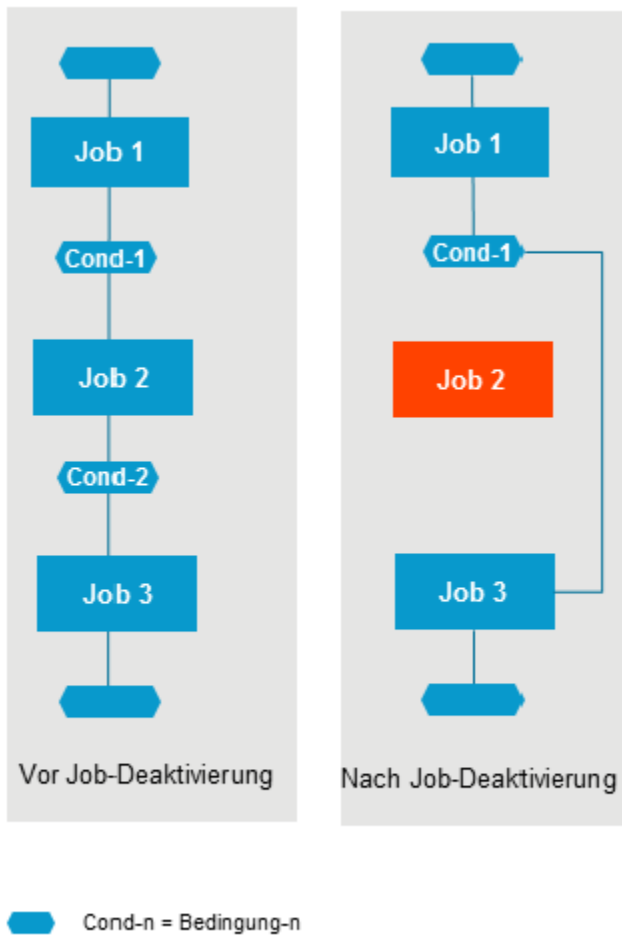 Job 1
Cond-1
Job 2
Cond-2
Job 3
Vor Job-Deaktivierung
Job 1
Cond-1
Job 2
Job 3
Nach Job-Deaktivierung
Cond-n = Bedingung-n